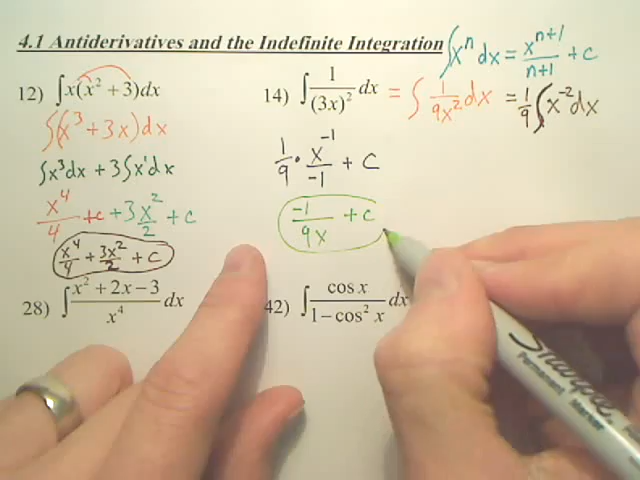 4.1 Antiderivatives and the Indefinite Integration
∫xⁿ dx = xⁿ⁺¹/(n+1) + c
12) ∫x(x² + 3)dx
∫(x³ + 3x)dx
∫x³dx + 3∫x¹dx
x⁴/4 + c + 3x²/2 + c
x⁴/4 + 3x²/2 + c
14) ∫1/(3x)² dx = ∫1/9x² dx = 1/9 ∫x⁻²dx
1/9 • x⁻¹/-1 + c
-1/9x + c
28) ∫(x² + 2x − 3)/x⁴ dx
42) ∫cos x/(1 − cos² x) dx
Sharpie
Permanent Marker